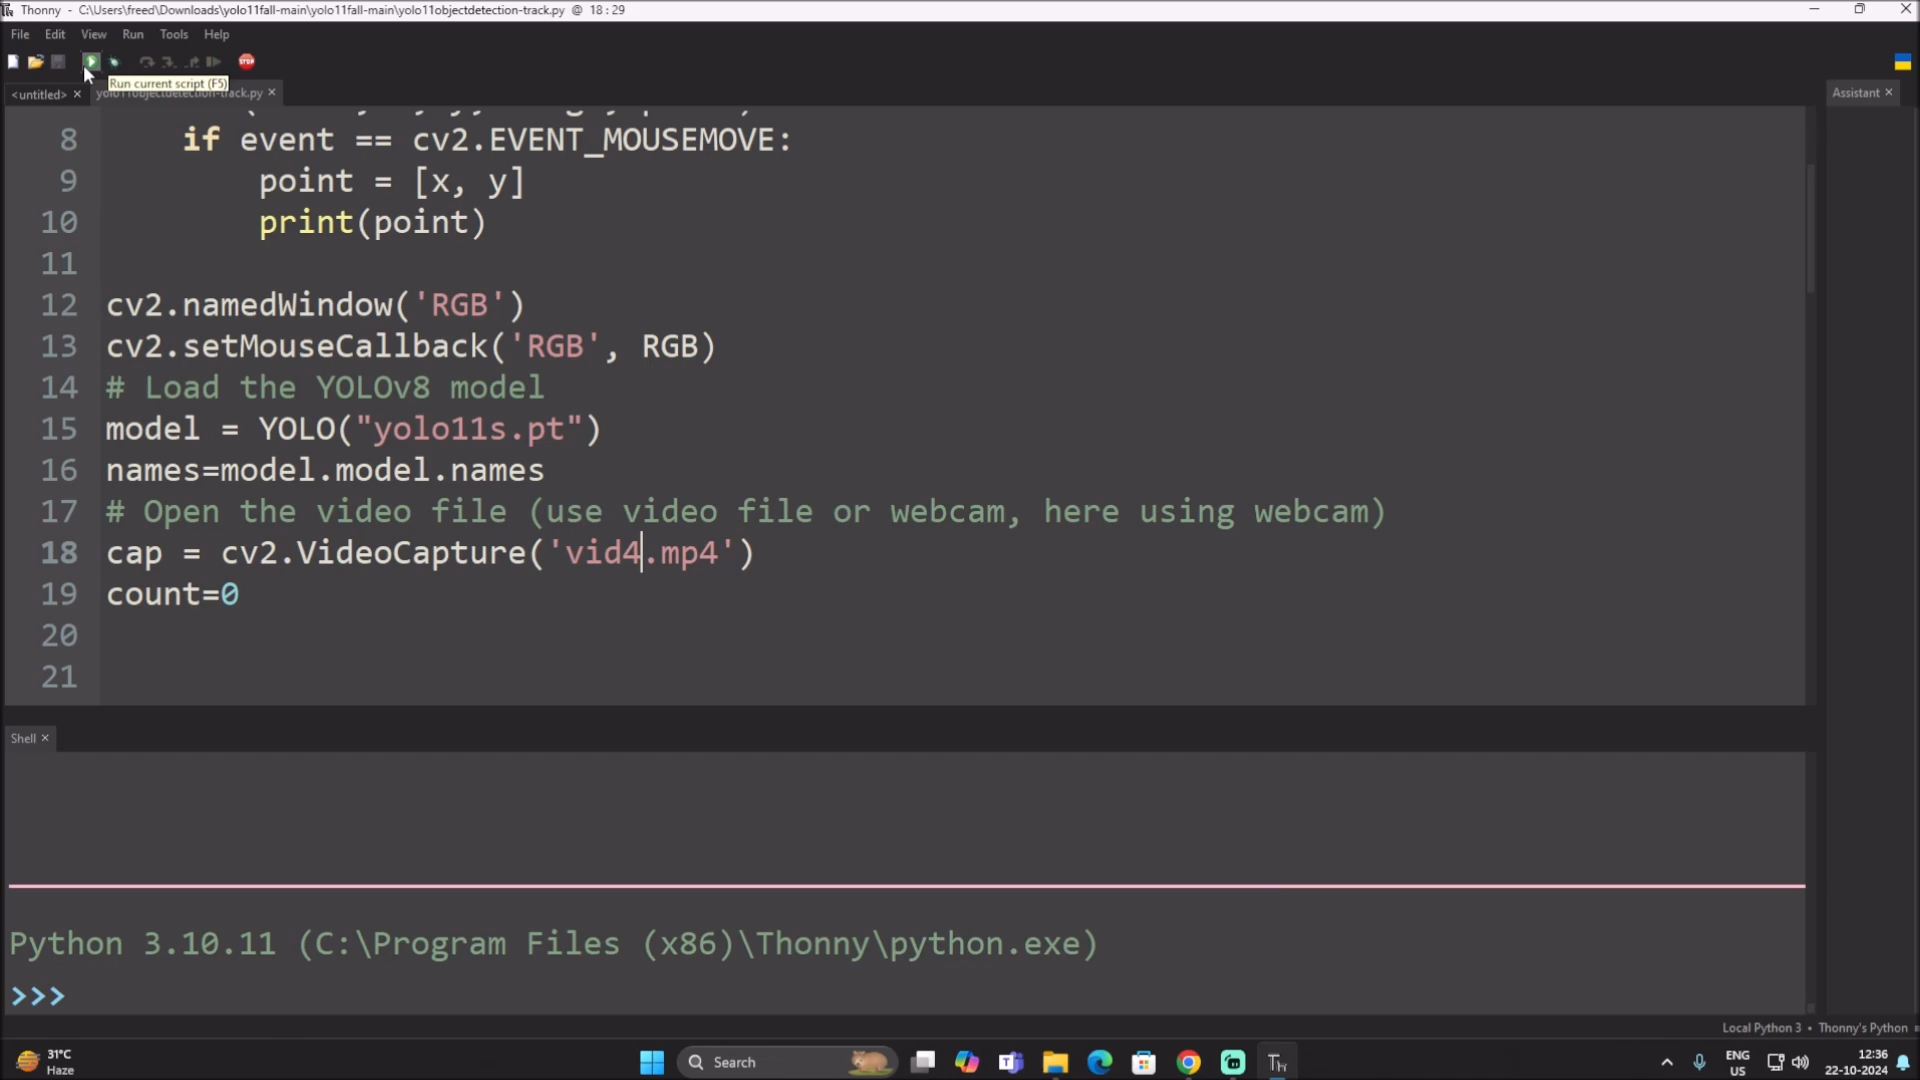 Thonny - C:\Users\freed\Downloads\yolo11fall-main\yolo11fall-main\yolo11objectdetection-track.py @ 18:29
File Edit View Run Tools Help
STOP
Run current script (F5)
<untitled> × yolo11objectdetection-track.py ×
Assistant ×
8 if event == cv2.EVENT_MOUSEMOVE:
9 point = [x, y]
10 print(point)
11
12 cv2.namedWindow('RGB')
13 cv2.setMouseCallback('RGB', RGB)
14 # Load the YOLOv8 model
15 model = YOLO("yolo11s.pt")
16 names=model.model.names
17 # Open the video file (use video file or webcam, here using webcam)
18 cap = cv2.VideoCapture('vid4.mp4')
19 count=0
20
21
Shell ×
Python 3.10.11 (C:\Program Files (x86)\Thonny\python.exe)
>>>
Local Python 3 • Thonny's Python
31°C
Haze
Search
ENG
US
12:36
22-10-2024